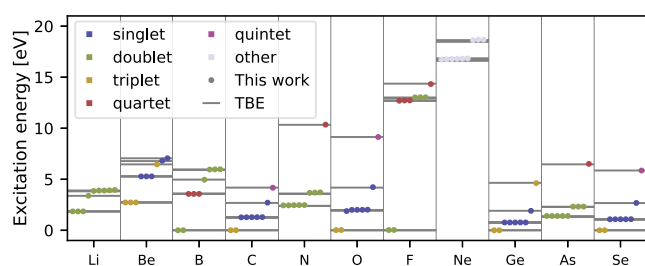 Excitation energy [eV]
20
15
10
5
0
singlet
doublet
triplet
quartet
quintet
other
This work
TBE
Li Be B C N O F Ne Ge As Se